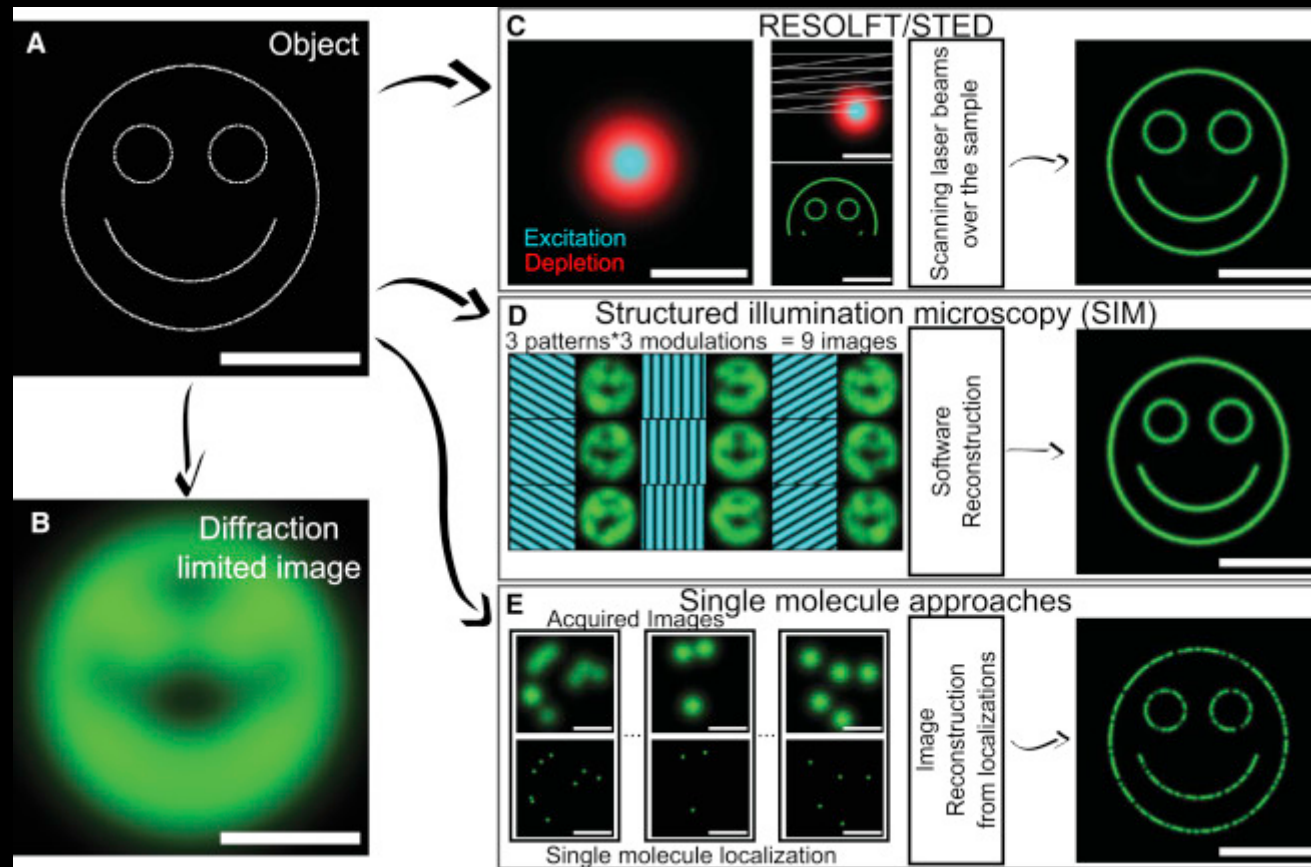 A
Object
B
Diffraction
limited image
C
RESOLFT/STED
Excitation
Depletion
Scanning laser beams
over the sample
D
Structured illumination microscopy (SIM)
3 patterns*3 modulations = 9 images
Software
Reconstruction
E
Single molecule approaches
Acquired Images
Single molecule localization
Image
Reconstruction
from localizations